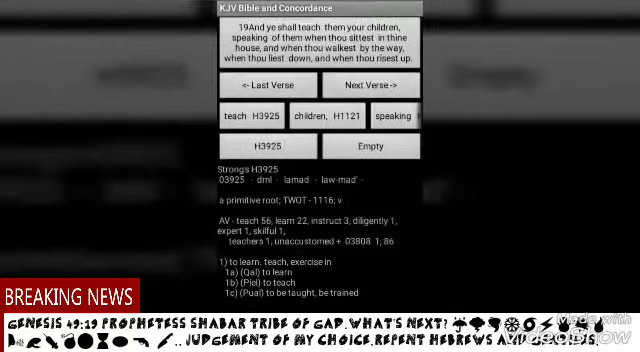 KJV Bible and Concordance
19And ye shall teach them your children,
speaking of them when thou sittest in thine
house, and when thou walkest by the way,
when thou liest down, and when thou risest up.
<- Last Verse
Next Verse ->
teach H3925
children, H1121
speaking
H3925
Empty
Strongs H3925
03925 - dml - lamad - law-mad' -
a primitive root; TWOT - 1116; v
AV - teach 56, learn 22, instruct 3, diligently 1,
expert 1, skilful 1,
teachers 1, unaccustomed + 03808 1; 86
1) to learn, teach, exercise in
1a) (Qal) to learn
1b) (Piel) to teach
1c) (Pual) to be taught, be trained
BREAKING NEWS
GENESIS 49:19 PROPHETESS SHABAR TRIBE OF GAD.WHAT'S NEXT?
.. JUDGEMENT OF MY CHOICE.REPENT HEBREWS AND
Made with
VideoShow